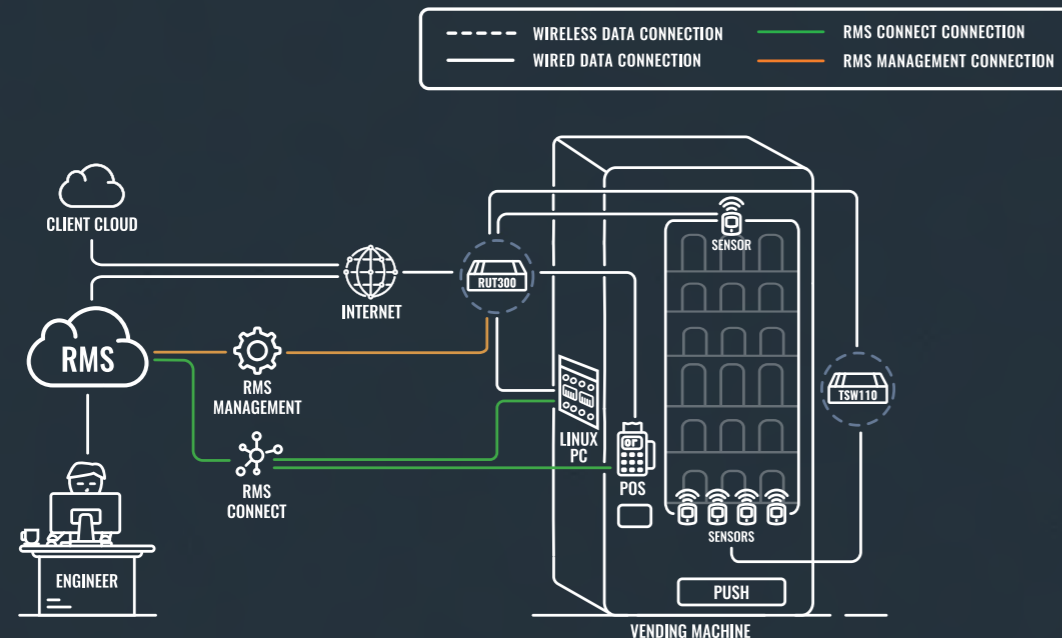 WIRELESS DATA CONNECTION
RMS CONNECT CONNECTION
WIRED DATA CONNECTION
RMS MANAGEMENT CONNECTION
CLIENT CLOUD
SENSOR
RUT300
INTERNET
RMS
RMS
MANAGEMENT
TSW110
LINUX
PC
POS
RMS
CONNECT
SENSORS
ENGINEER
PUSH
VENDING MACHINE